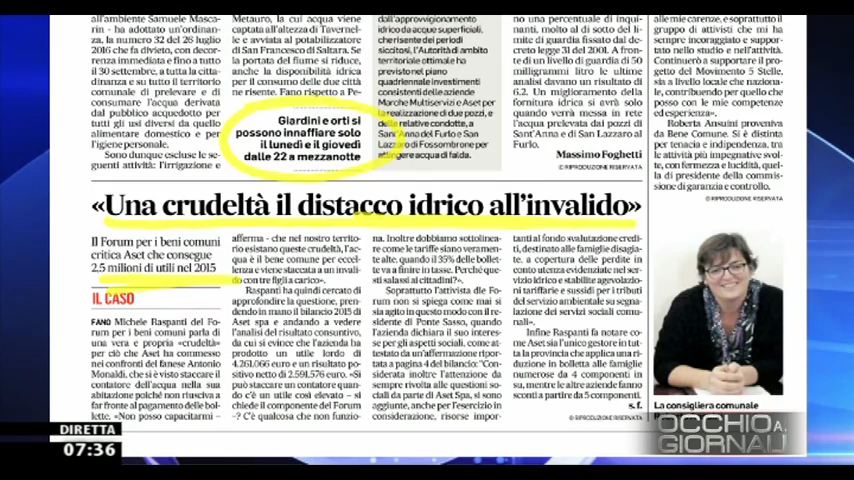 all'ambiente Samuele Mascarin - ha adottato un'ordinanza, la numero 32 del 26 luglio 2016 che fa divieto, con decorrenza immediata e fino a tutto il 30 settembre, a tutta la cittadinanza e su tutto il territorio comunale di prelevare e di consumare l'acqua derivata dal pubblico acquedotto per tutti gli usi diversi da quello alimentare domestico e per l'igiene personale.
Sono dunque escluse le seguenti attività: l'irrigazione e
Metauro, la cui acqua viene
captata all'altezza di Tavernelle e avviata al potabilizzatore
di San Francesco di Saltara. Se
la portata del fiume si riduce,
anche la disponibilità idrica
per il consumo delle due città
ne risente. Fano rispetto a Pe-
Giardini e orti si
possono innaffiare solo
il lunedì e il giovedì
dalle 22 a mezzanotte
dall'approvvigionamento
idrico da acque superficiali,
che risente dei periodi
siccitosi, l'Autorità di ambito
territoriale ottimale ha
previsto nel piano
quadriennale investimenti
consistenti delle aziende
Marche Multiservizi e Aset per
la realizzazione di due pozzi, e
delle relative condotte, a
Sant'Anna del Furlo e San
Lazzaro di Fossombrone per
attingere acqua di falda.
no una percentuale di inquinanti, molto al di sotto del limite di guardia fissato dal decreto legge 31 del 2001. A fronte di un livello di guardia di 50
milligrammi litro le ultime
analisi davano un risultato di
6.2. Un miglioramento della
fornitura idrica si avrà solo
quando verrà messa in rete
l'acqua prelevata dai pozzi di
Sant'Anna e di San Lazzaro al
Furlo.
Massimo Foghetti
© RIPRODUZIONE RISERVATA
alle mie carenze, e soprattutto il
gruppo di attivisti che mi ha
sempre incoraggiato e supportato nello studio e nell'attività.
Continuerò a supportare il progetto del Movimento 5 Stelle,
sia a livello locale che nazionale, contribuendo per quello che
posso con le mie competenze
ed esperienza».
Roberta Ansuini proveniva
da Bene Comune. Si è distinta
per tenacia e indipendenza, tra
le attività più impegnative svolte, con fermezza e lucidità, quella di presidente della commissione di garanzia e controllo.
© RIPRODUZIONE RISERVATA
«Una crudeltà il distacco idrico all'invalido»
Il Forum per i beni comuni
critica Aset che consegue
2,5 milioni di utili nel 2015
IL CASO
FANO Michele Raspanti del Forum per i beni comuni parla di
una vera e propria «crudeltà»
per ciò che Aset ha commesso
nei confronti del fanese Antonio
Monaldi, che si è visto staccare il
contatore dell'acqua nella sua
abitazione poiché non riusciva a
far fronte al pagamento delle bollette. «Non posso capacitarmi –
afferma - che nel nostro territorio esistano queste crudeltà, l'acqua è il bene comune per eccellenza e viene staccata a un invalido con tre figli a carico».
Raspanti ha quindi cercato di
approfondire la questione, prendendo in mano il bilancio 2015 di
Aset spa e andando a vedere
l'analisi del risultato consuntivo,
da cui si evince che l'azienda ha
prodotto un utile lordo di
4.261.066 euro e un risultato positivo netto di 2.591.576 euro. «Si
può staccare un contatore quando c'è un utile così elevato – si
chiede il componente del Forum
-? C'è qualcosa che non funziona. Inoltre dobbiamo sottolineare come le tariffe siano veramente alte, quando il 35% delle bollette va a finire in tasse. Perché questi salassi ai cittadini?».
Soprattutto l'attivista dle Forum non si spiega come mai si
sia agito in questo modo con il residente di Ponte Sasso, quando
l'azienda dichiara il suo interesse per gli aspetti sociali, come attestato da un'affermazione riportata a pagina 4 del bilancio: "Considerata inoltre l'attenzione da
sempre rivolta alle questioni sociali da parte di Aset Spa, si sono
aggiunte, anche per l'esercizio in
considerazione, risorse impor-
tanti al fondo svalutazione crediti, destinato alle famiglie disagiate, a copertura delle perdite in
conto utenza evidenziate nel servizio idrico e stabilite agevolazioni tariffarie e sussidi per i tributi
del servizio ambientale su segnalazione dei servizi sociali comunali».
Infine Raspanti fa notare come Aset sia l'unico gestore in tutta la provincia che applica una riduzione in bolletta alle famiglie
numerose da 4 componenti in
su, mentre le altre aziende fanno
sconti a partire da 5 componenti.
s. f.
© RIPRODUZIONE RISERVATA
La consigliera comunale
DIRETTA
07:36
OCCHIO AI
GIORNALI